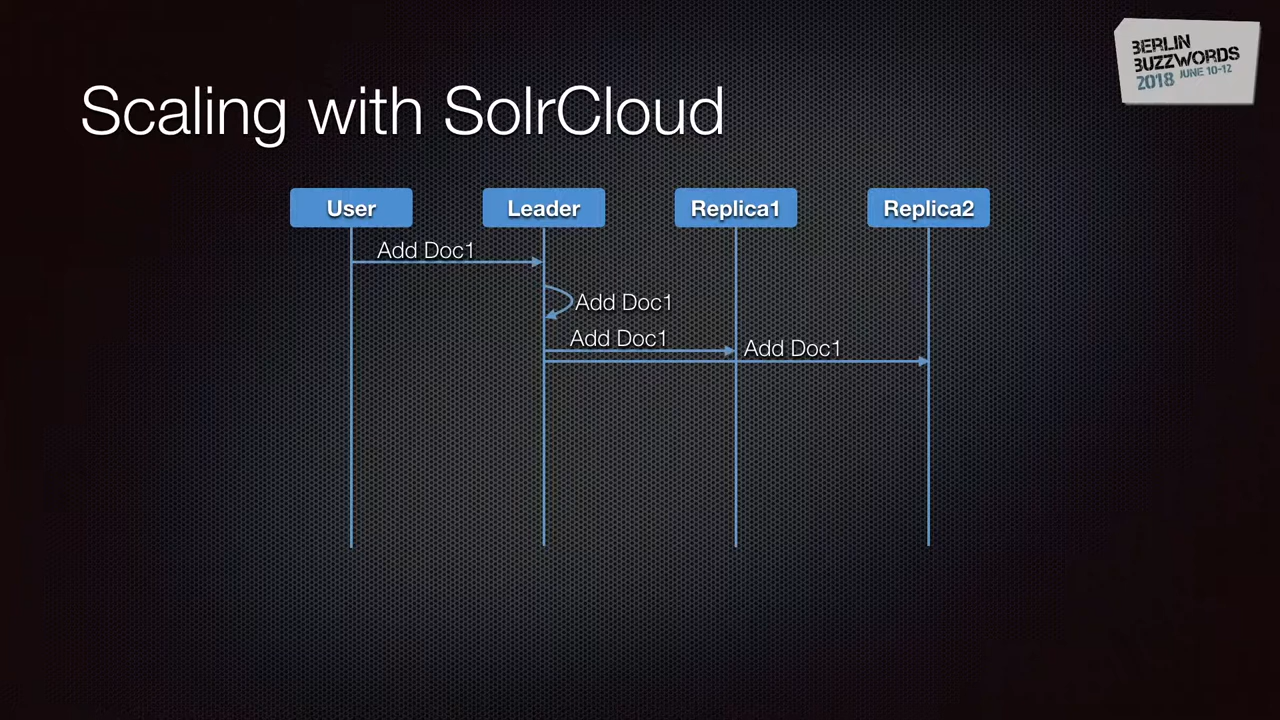 BERLIN
BUZZWORDS
2018 JUNE 10-12
Scaling with SolrCloud
User
Leader
Replica1
Replica2
Add Doc1
Add Doc1
Add Doc1
Add Doc1